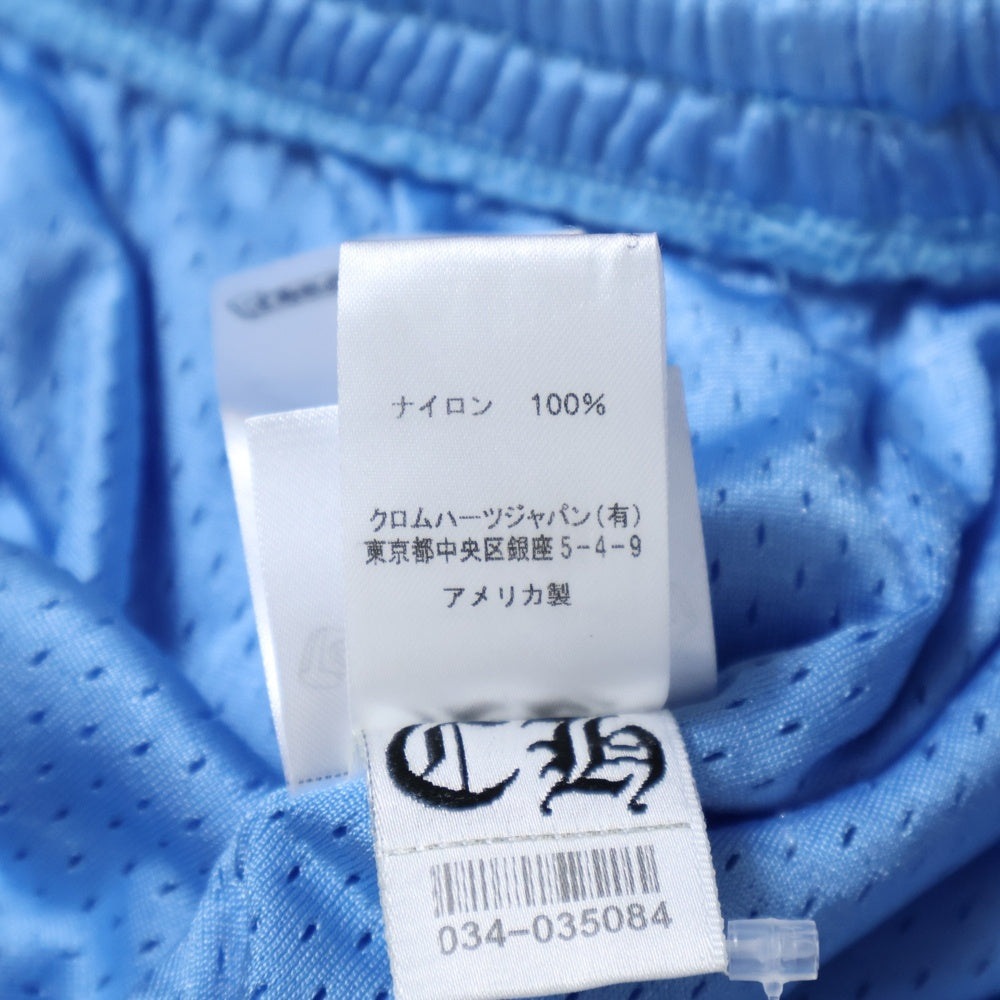 ナイロン 100%
クロムハーツジャパン(有)
東京都中央区銀座5-4-9
アメリカ製
CH
034-035084